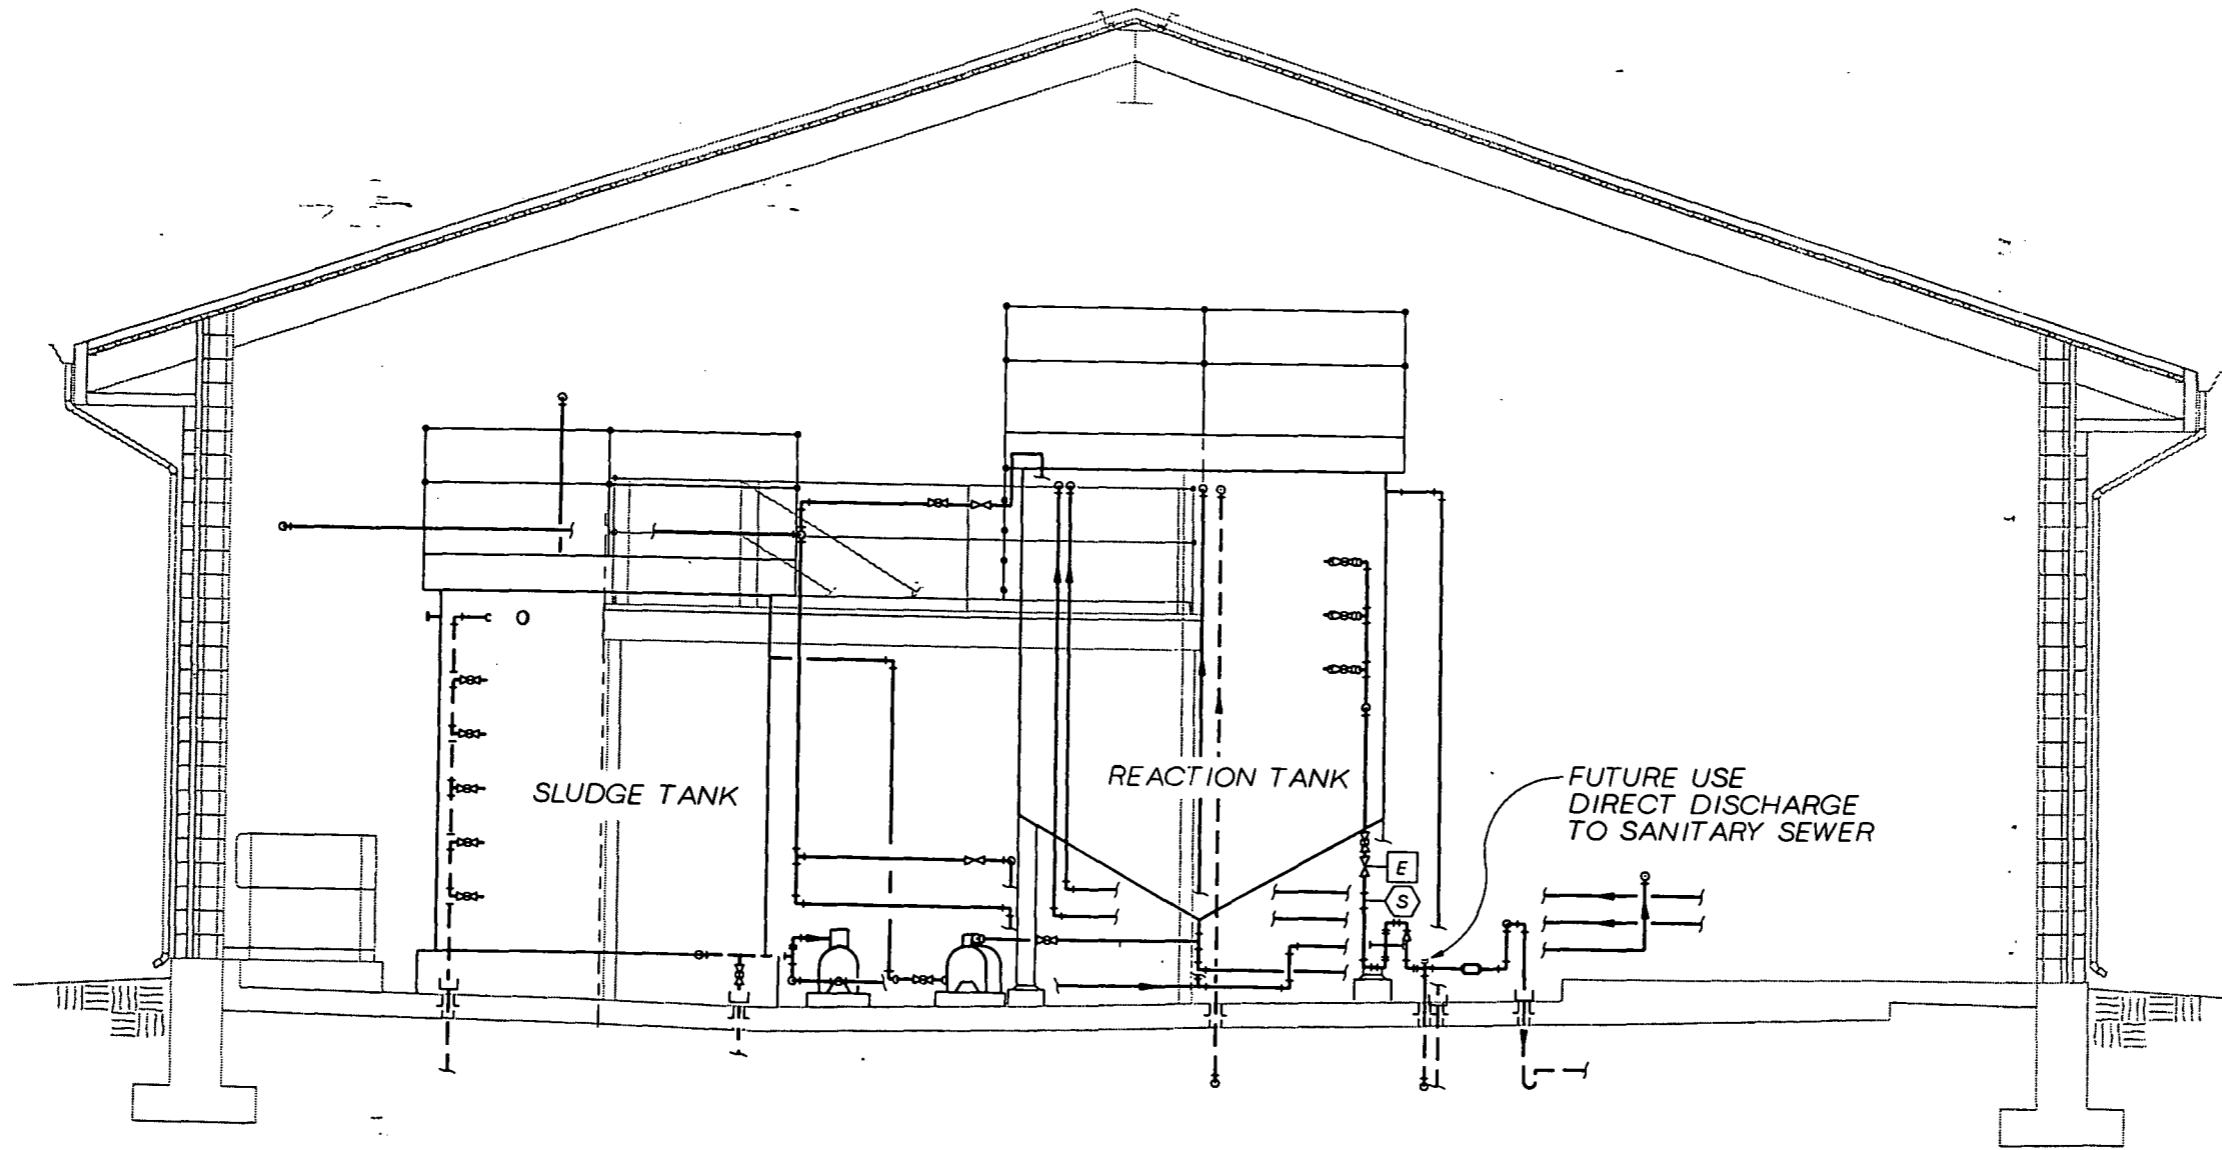 SLUDGE TANK
REACTION TANK
FUTURE USE
DIRECT DISCHARGE
TO SANITARY SEWER
E
S